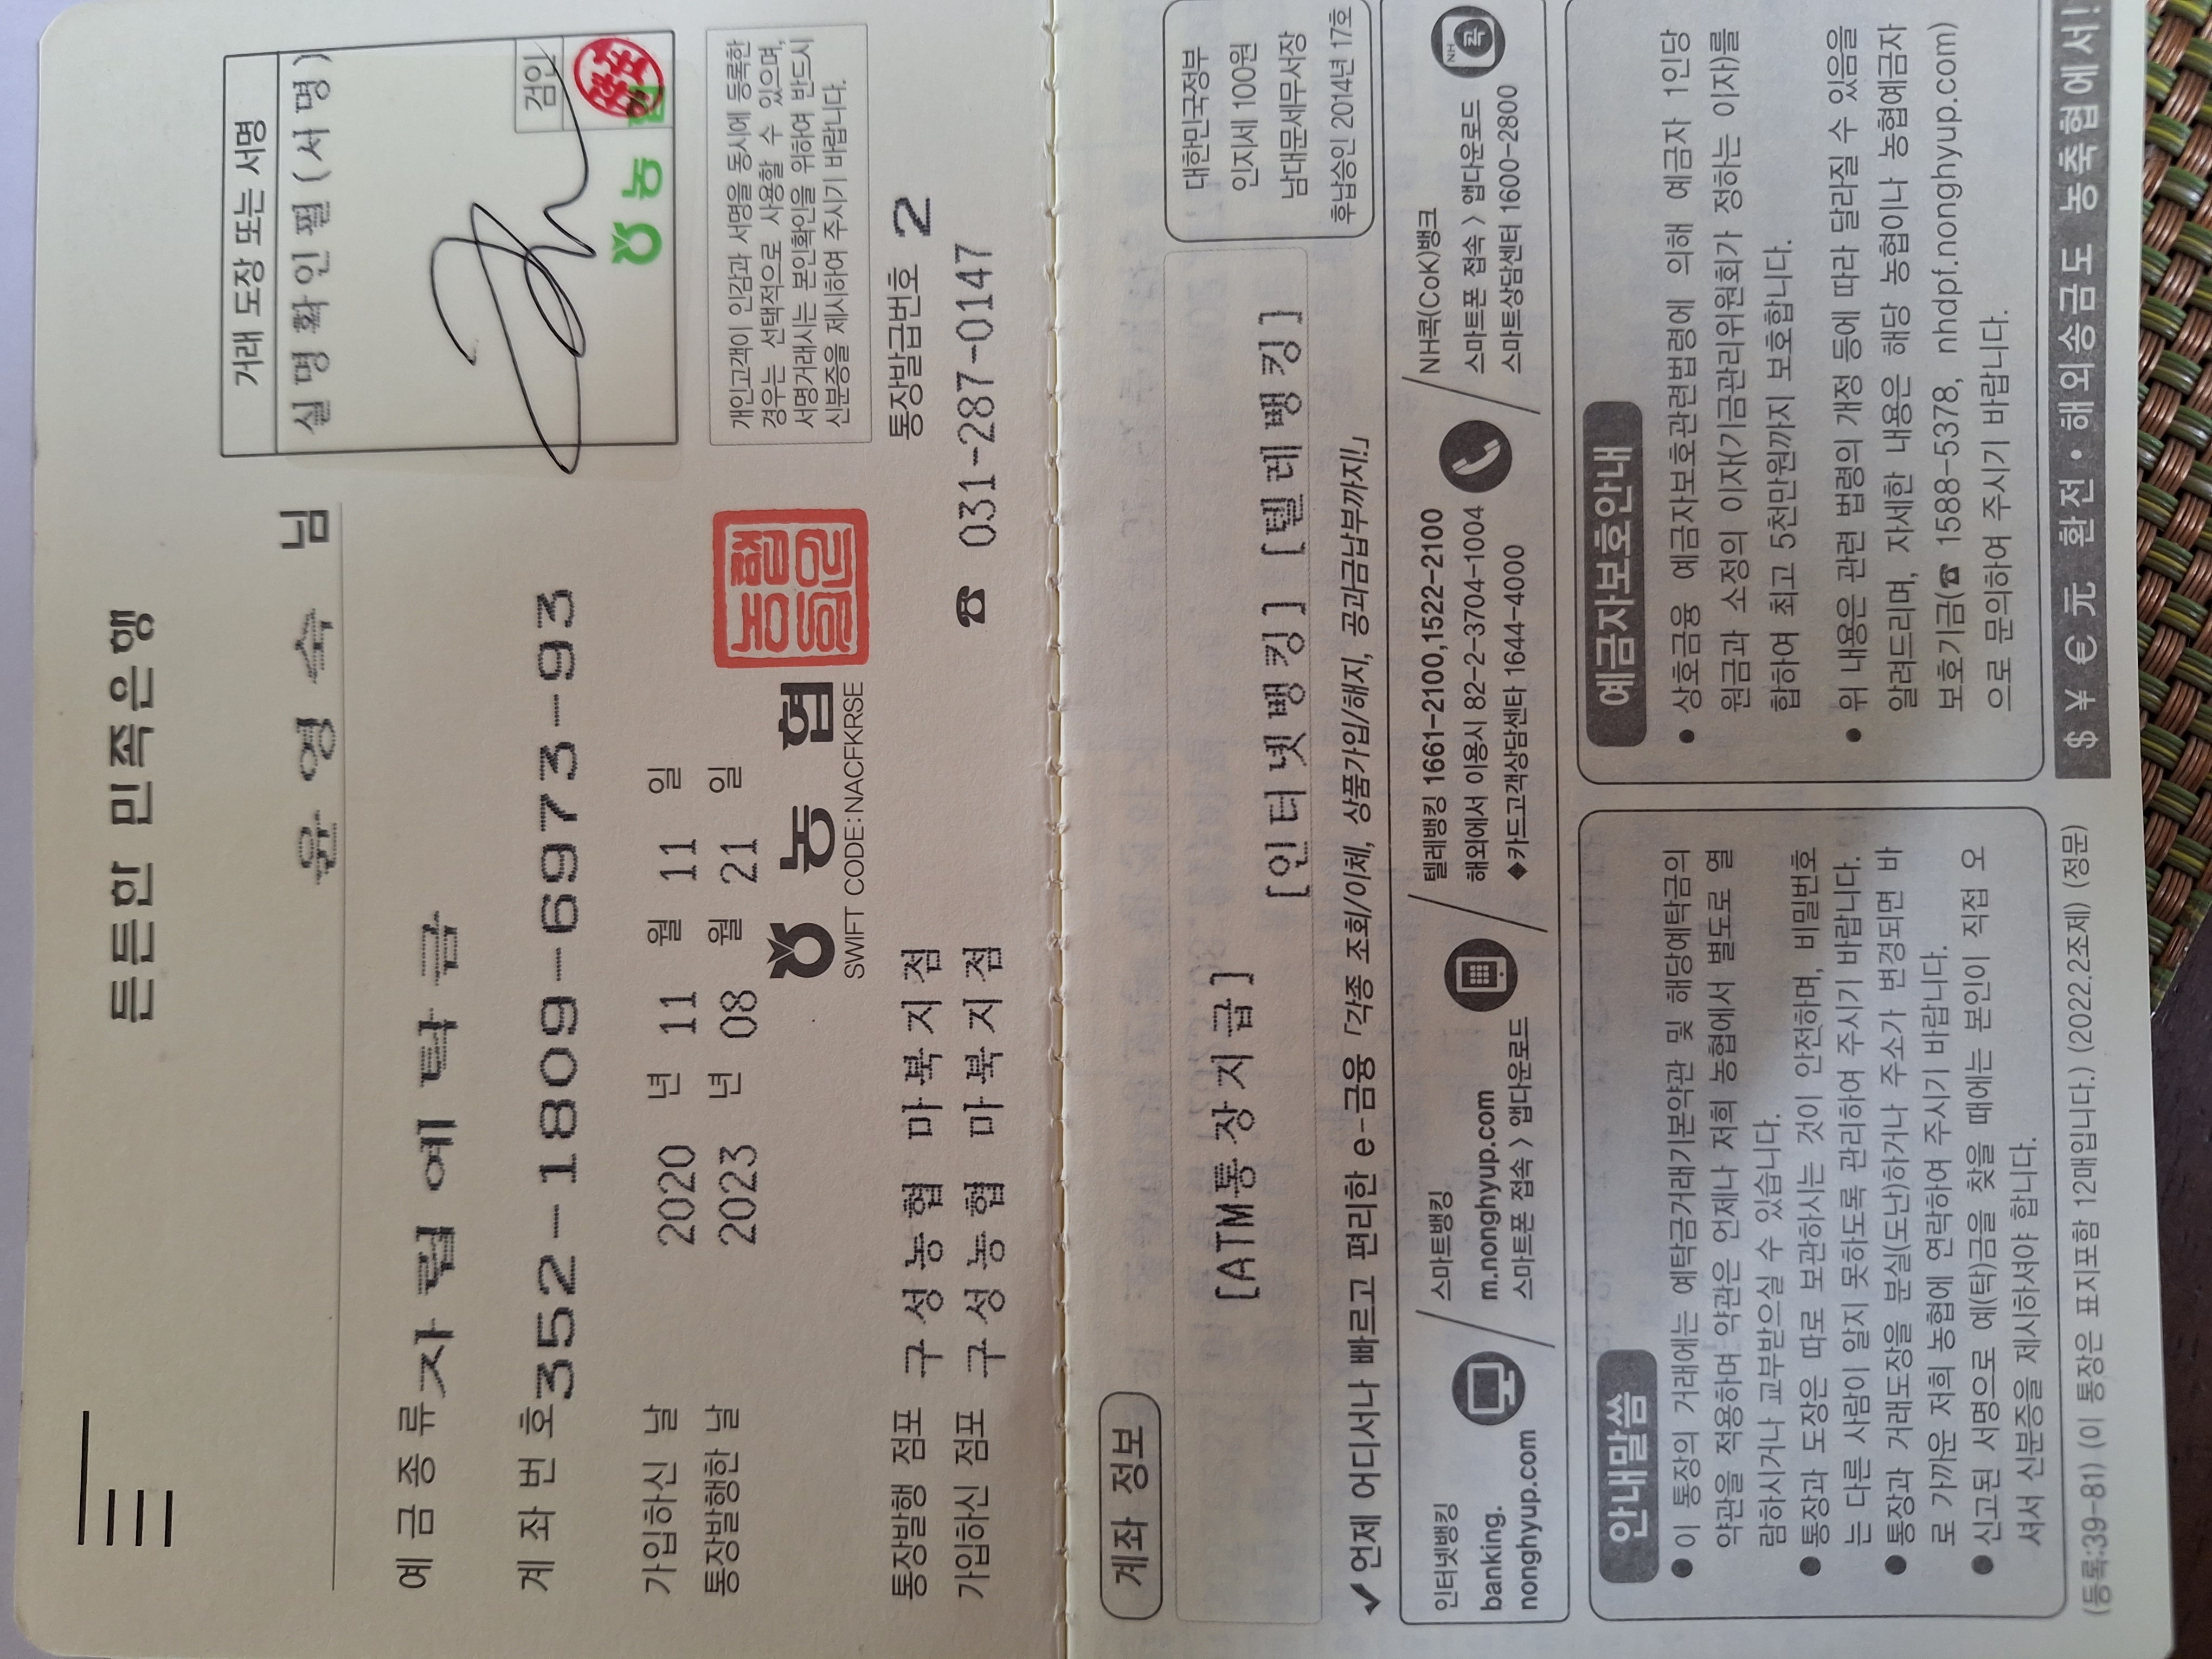 든든한 민족은행
윤 영 숙 님
거래 도장 또는 서명
실명확인필(서명)
검인
농
예 금 종 류 자 립 예 탁 금
계 좌 번 호 352-1809-6973-93
가입하신 날 2020 년 11 월 11 일
통장발행한 날 2023 년 08 월 21 일
개인고객이 인감과 서명을 동시에 등록한
경우는 선택적으로 사용할 수 있으며,
서명거래시는 본인확인을 위하여 반드시
신분증을 제시하여 주시기 바랍니다.
농 협
SWIFT CODE:NACFKRSE
통장발급번호 2
통장발행 점포 구 성 농 협 마 북 지 점
가입하신 점포 구 성 농 협 마 북 지 점 ☎ 031-287-0147
계좌 정보
대한민국정부
인지세 100원
남대문세무서장
후납승인 2014년 17호
[ATM통 장 지 급 ]
[인 터 넷 뱅 킹 ] [텔 레 뱅 킹 ]
✔언제 어디서나 빠르고 편리한 e-금융 「각종 조회/이체, 상품가입/해지, 공과금납부까지!」
인터넷뱅킹
banking.
nonghyup.com
스마트뱅킹
m.nonghyup.com
스마트폰 접속 > 앱다운로드
텔레뱅킹 1661-2100,1522-2100
해외에서 이용시 82-2-3704-1004
◆카드고객상담센터 1644-4000
NH콕(CoK)뱅크
스마트폰 접속 > 앱다운로드
스마트상담센터 1600-2800
NH
콕
안내말씀
● 이 통장의 거래에는 예탁금거래기본약관 및 해당예탁금의
약관을 적용하며 약관은 언제나 저희 농협에서 별도로 열
람하시거나 교부받으실 수 있습니다.
● 통장과 도장은 따로 보관하시는 것이 안전하며, 비밀번호
는 다른 사람이 알지 못하도록 관리하여 주시기 바랍니다.
● 통장과 거래도장을 분실(도난)하거나 주소가 변경되면 바
로 가까운 저희 농협에 연락하여 주시기 바랍니다.
● 신고된 서명으로 예(탁)금을 찾을 때에는 본인이 직접 오
셔서 신분증을 제시하셔야 합니다.
예금자보호안내
• 상호금융 예금자보호관련법령에 의해 예금자 1인당
원금과 소정의 이자(기금관리위원회가 정하는 이자)를
합하여 최고 5천만원까지 보호합니다.
• 위 내용은 관련 법령의 개정 등에 따라 달라질 수 있음을
알려드리며, 자세한 내용은 해당 농협이나 농협예금자
보호기금(☎ 1588-5378, nhdpf.nonghyup.com)
으로 문의하여 주시기 바랍니다.
(등록:39-81) (이 통장은 표지포함 12매입니다.) (2022.2조제) (정문)
$ ¥ € 元 환전 · 해외송금도 농축협에서!